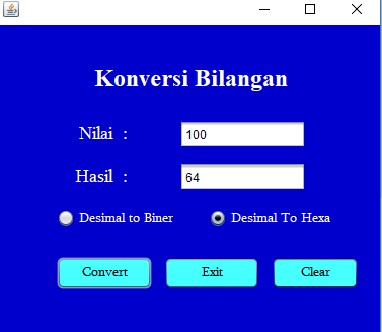 Konversi Bilangan
Nilai : 100
Hasil : 64
Desimal to Biner Desimal To Hexa
Convert Exit Clear